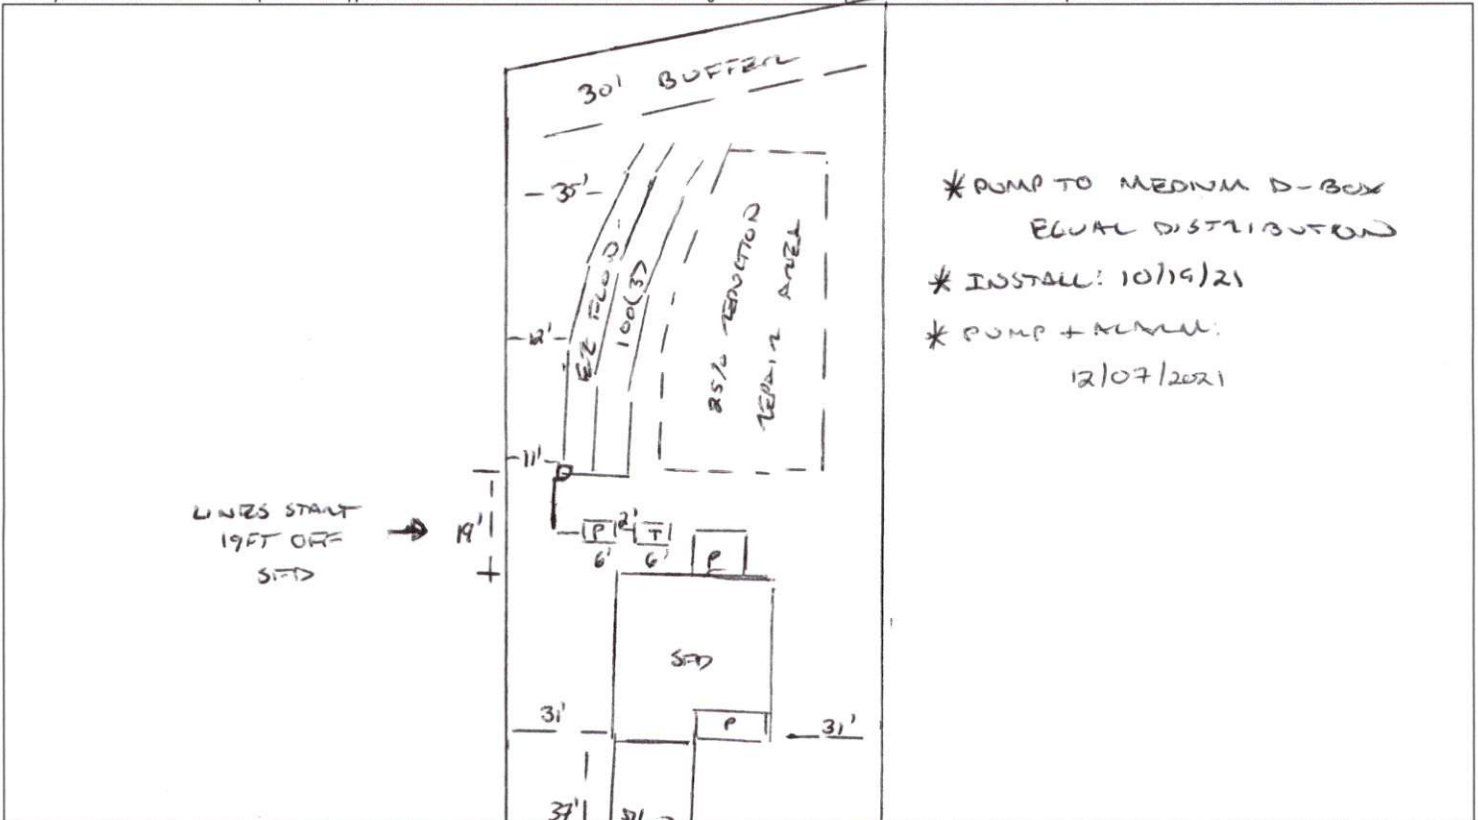 30' BUFFER
35'
* PUMP TO MEDIUM D-BOX
EQUAL DISTRIBUTION
* INSTALL: 10/19/21
* PUMP + ALARM:
12/07/2021
EZ FLOW
100(3)
25% REDUCTION
REPAIR AREA
12'
11'
LINES START
19FT OFF
SFD
19'
P 2' T
6' 6'
P
SFD
P
31' 31'
37'